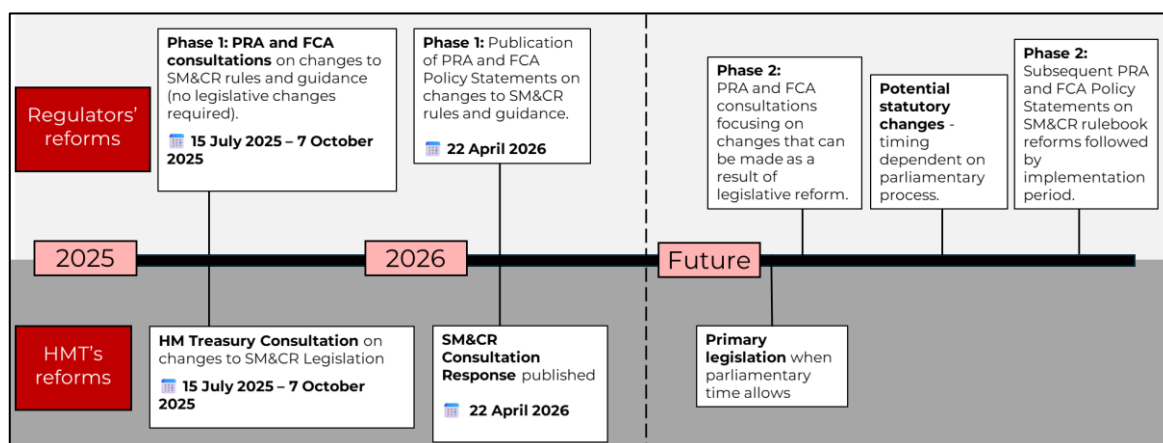 Regulators'
reforms
Phase 1: PRA and FCA
consultations on changes to
SM&CR rules and guidance
(no legislative changes
required).
15 July 2025 – 7 October
2025
Phase 1: Publication
of PRA and FCA
Policy Statements on
changes to SM&CR
rules and guidance.
22 April 2026
Phase 2:
PRA and FCA
consultations
focusing on
changes that can
be made as a
result of
legislative reform.
Potential
statutory
changes -
timing
dependent on
parliamentary
process.
Phase 2:
Subsequent PRA
and FCA Policy
Statements on
SM&CR rulebook
reforms followed
by
implementation
period.
2025
2026
Future
HMT's
reforms
HM Treasury Consultation on
changes to SM&CR Legislation
15 July 2025 – 7 October
2025
SM&CR
Consultation
Response published
22 April 2026
Primary
legislation when
parliamentary
time allows